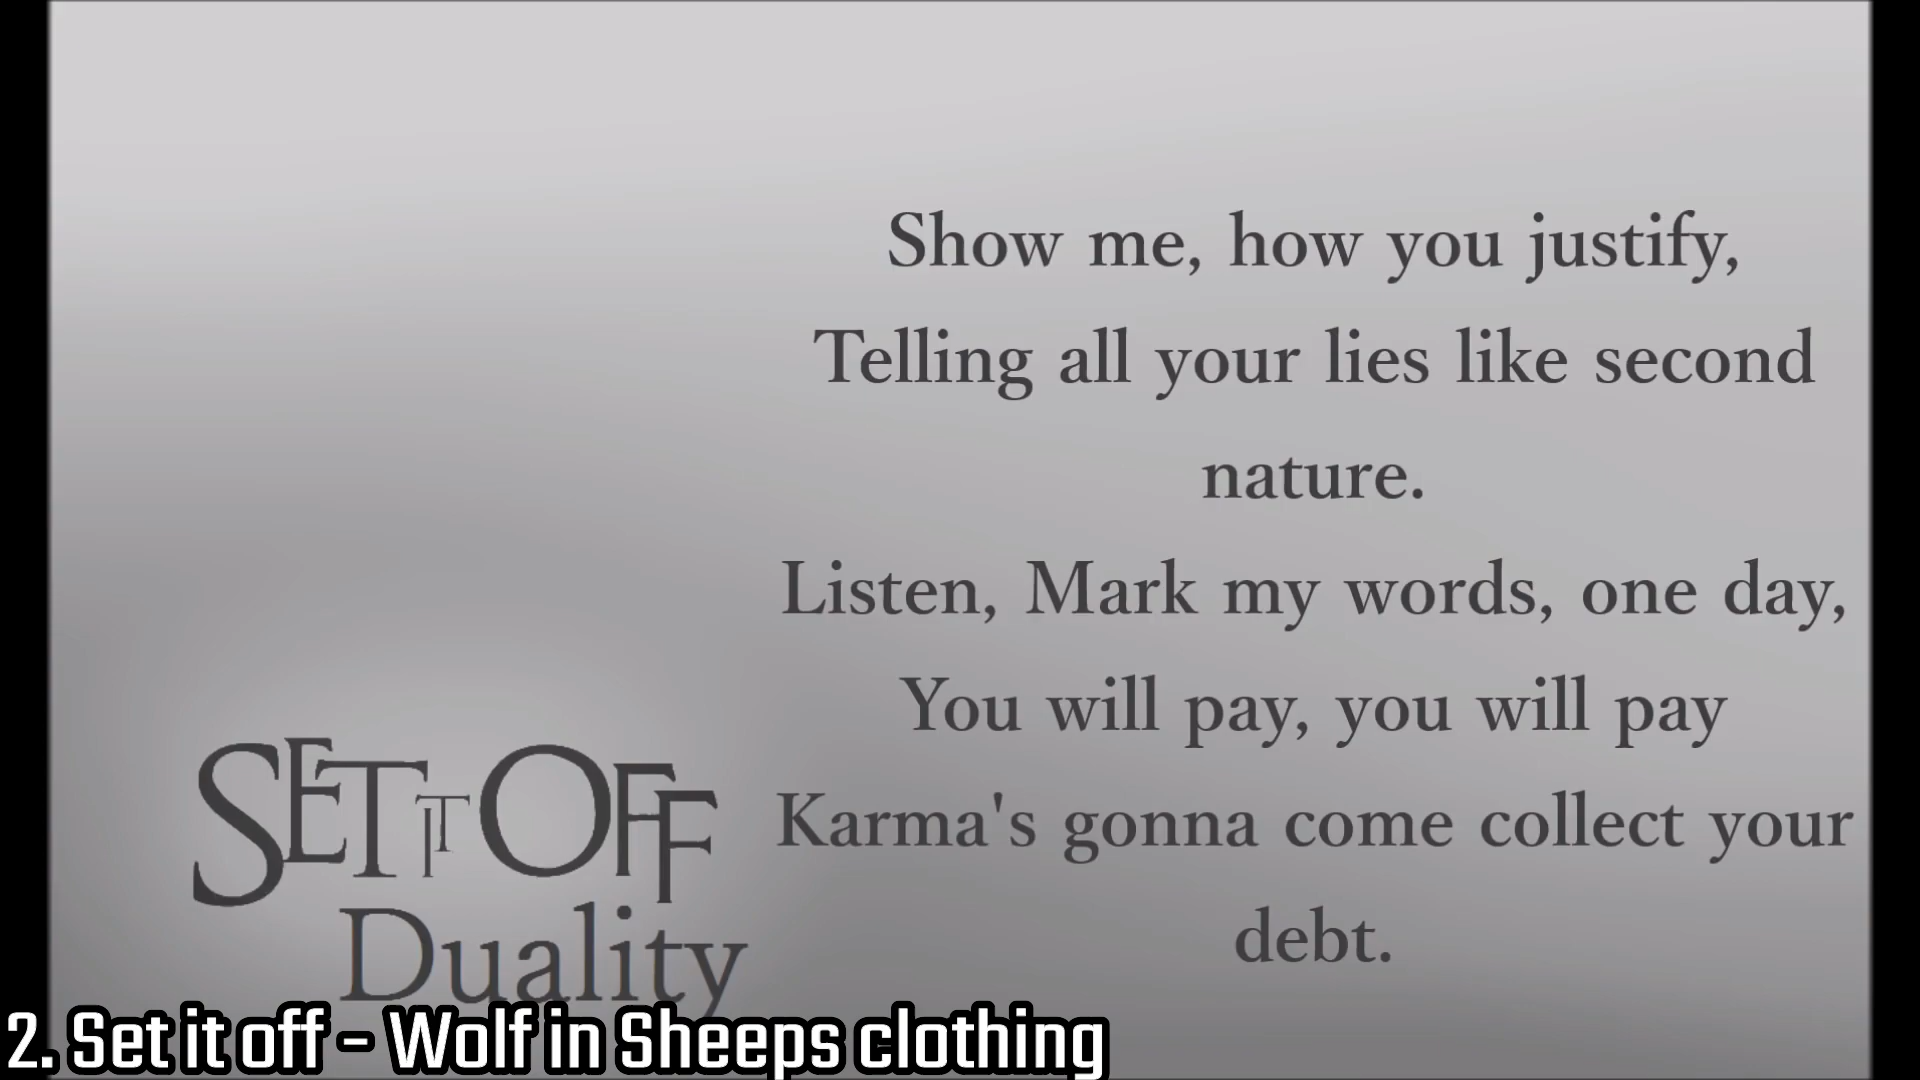 Show me, how you justify,
Telling all your lies like second
nature.
Listen, Mark my words, one day,
You will pay, you will pay
Karma's gonna come collect your
debt.
SET IT OFF
Duality
2. Set it off - Wolf in Sheeps clothing